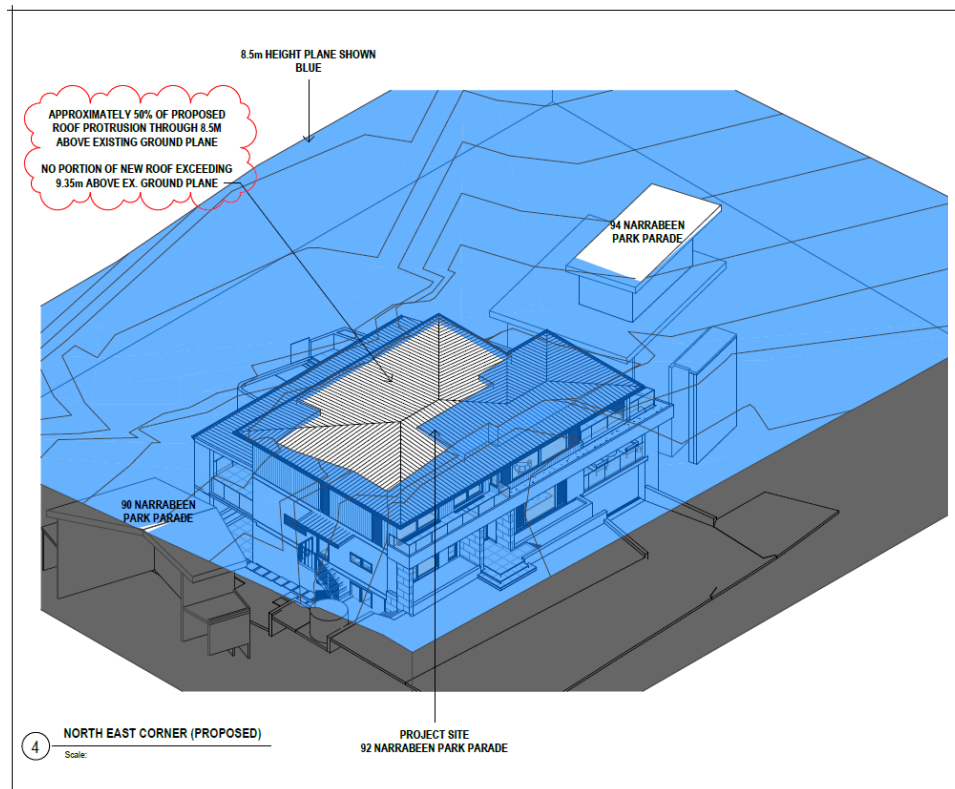 8.5m HEIGHT PLANE SHOWN
BLUE
APPROXIMATELY 50% OF PROPOSED
ROOF PROTRUSION THROUGH 8.5M
ABOVE EXISTING GROUND PLANE
NO PORTION OF NEW ROOF EXCEEDING
9.35m ABOVE EX. GROUND PLANE
94 NARRABEEN
PARK PARADE
90 NARRABEEN
PARK PARADE
4
NORTH EAST CORNER (PROPOSED)
Scale:
PROJECT SITE
92 NARRABEEN PARK PARADE